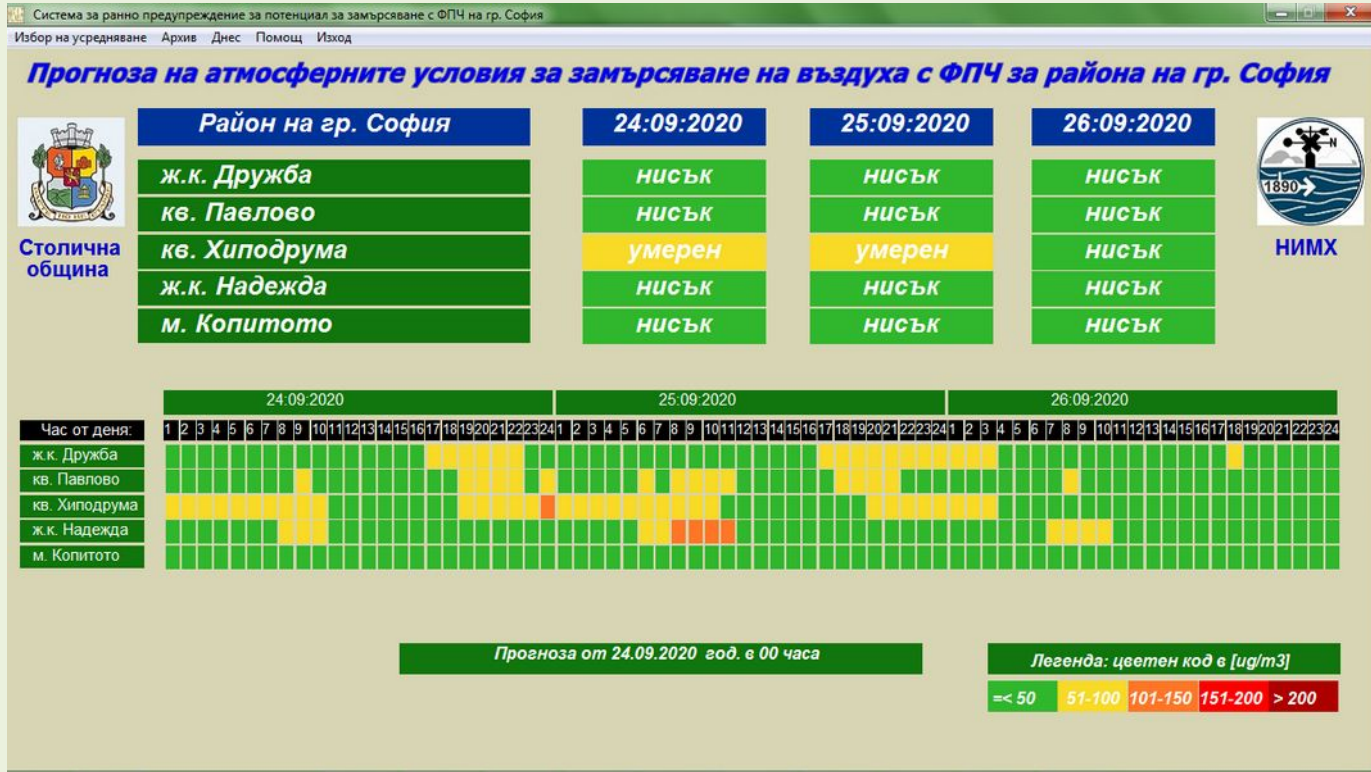 Система за ранно предупреждение за потенциал за замърсяване с ФПЧ на гр. София
Избор на усредняване Архив Днес Помощ Изход
Прогноза на атмосферните условия за замърсяване на въздуха с ФПЧ за района на гр. София
Район на гр. София 24:09:2020 25:09:2020 26:09:2020
ж.к. Дружба нисък нисък нисък
кв. Павлово нисък нисък нисък
кв. Хиподрума умерен умерен нисък
ж.к. Надежда нисък нисък нисък
м. Копитото нисък нисък нисък
Столична
община
1890
N
НИМХ
24:09:2020 25:09:2020 26:09:2020
Час от деня: 1 2 3 4 5 6 7 8 9 10 11 12 13 14 15 16 17 18 19 20 21 22 23 24 1 2 3 4 5 6 7 8 9 10 11 12 13 14 15 16 17 18 19 20 21 22 23 24 1 2 3 4 5 6 7 8 9 10 11 12 13 14 15 16 17 18 19 20 21 22 23 24
ж.к. Дружба
кв. Павлово
кв. Хиподрума
ж.к. Надежда
м. Копитото
Прогноза от 24.09.2020 год. в 00 часа
Легенда: цветен код в [ug/m3]
=< 50 51-100 101-150 151-200 > 200